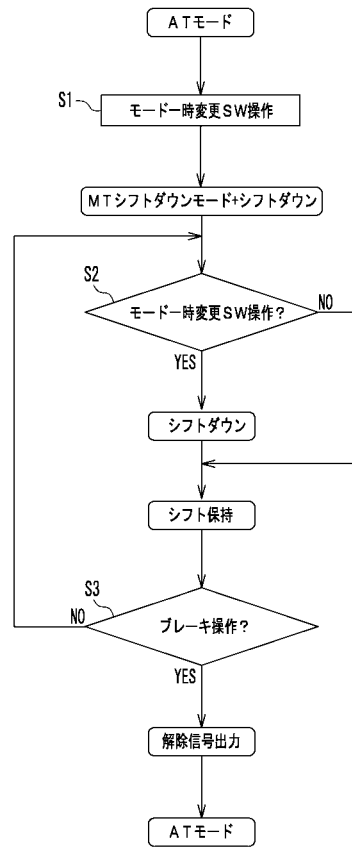 ATモード
S1
モード一時変更SW操作
MTシフトダウンモード+シフトダウン
S2
モード一時変更SW操作?
NO
YES
シフトダウン
シフト保持
S3
NO
ブレーキ操作?
YES
解除信号出力
ATモード